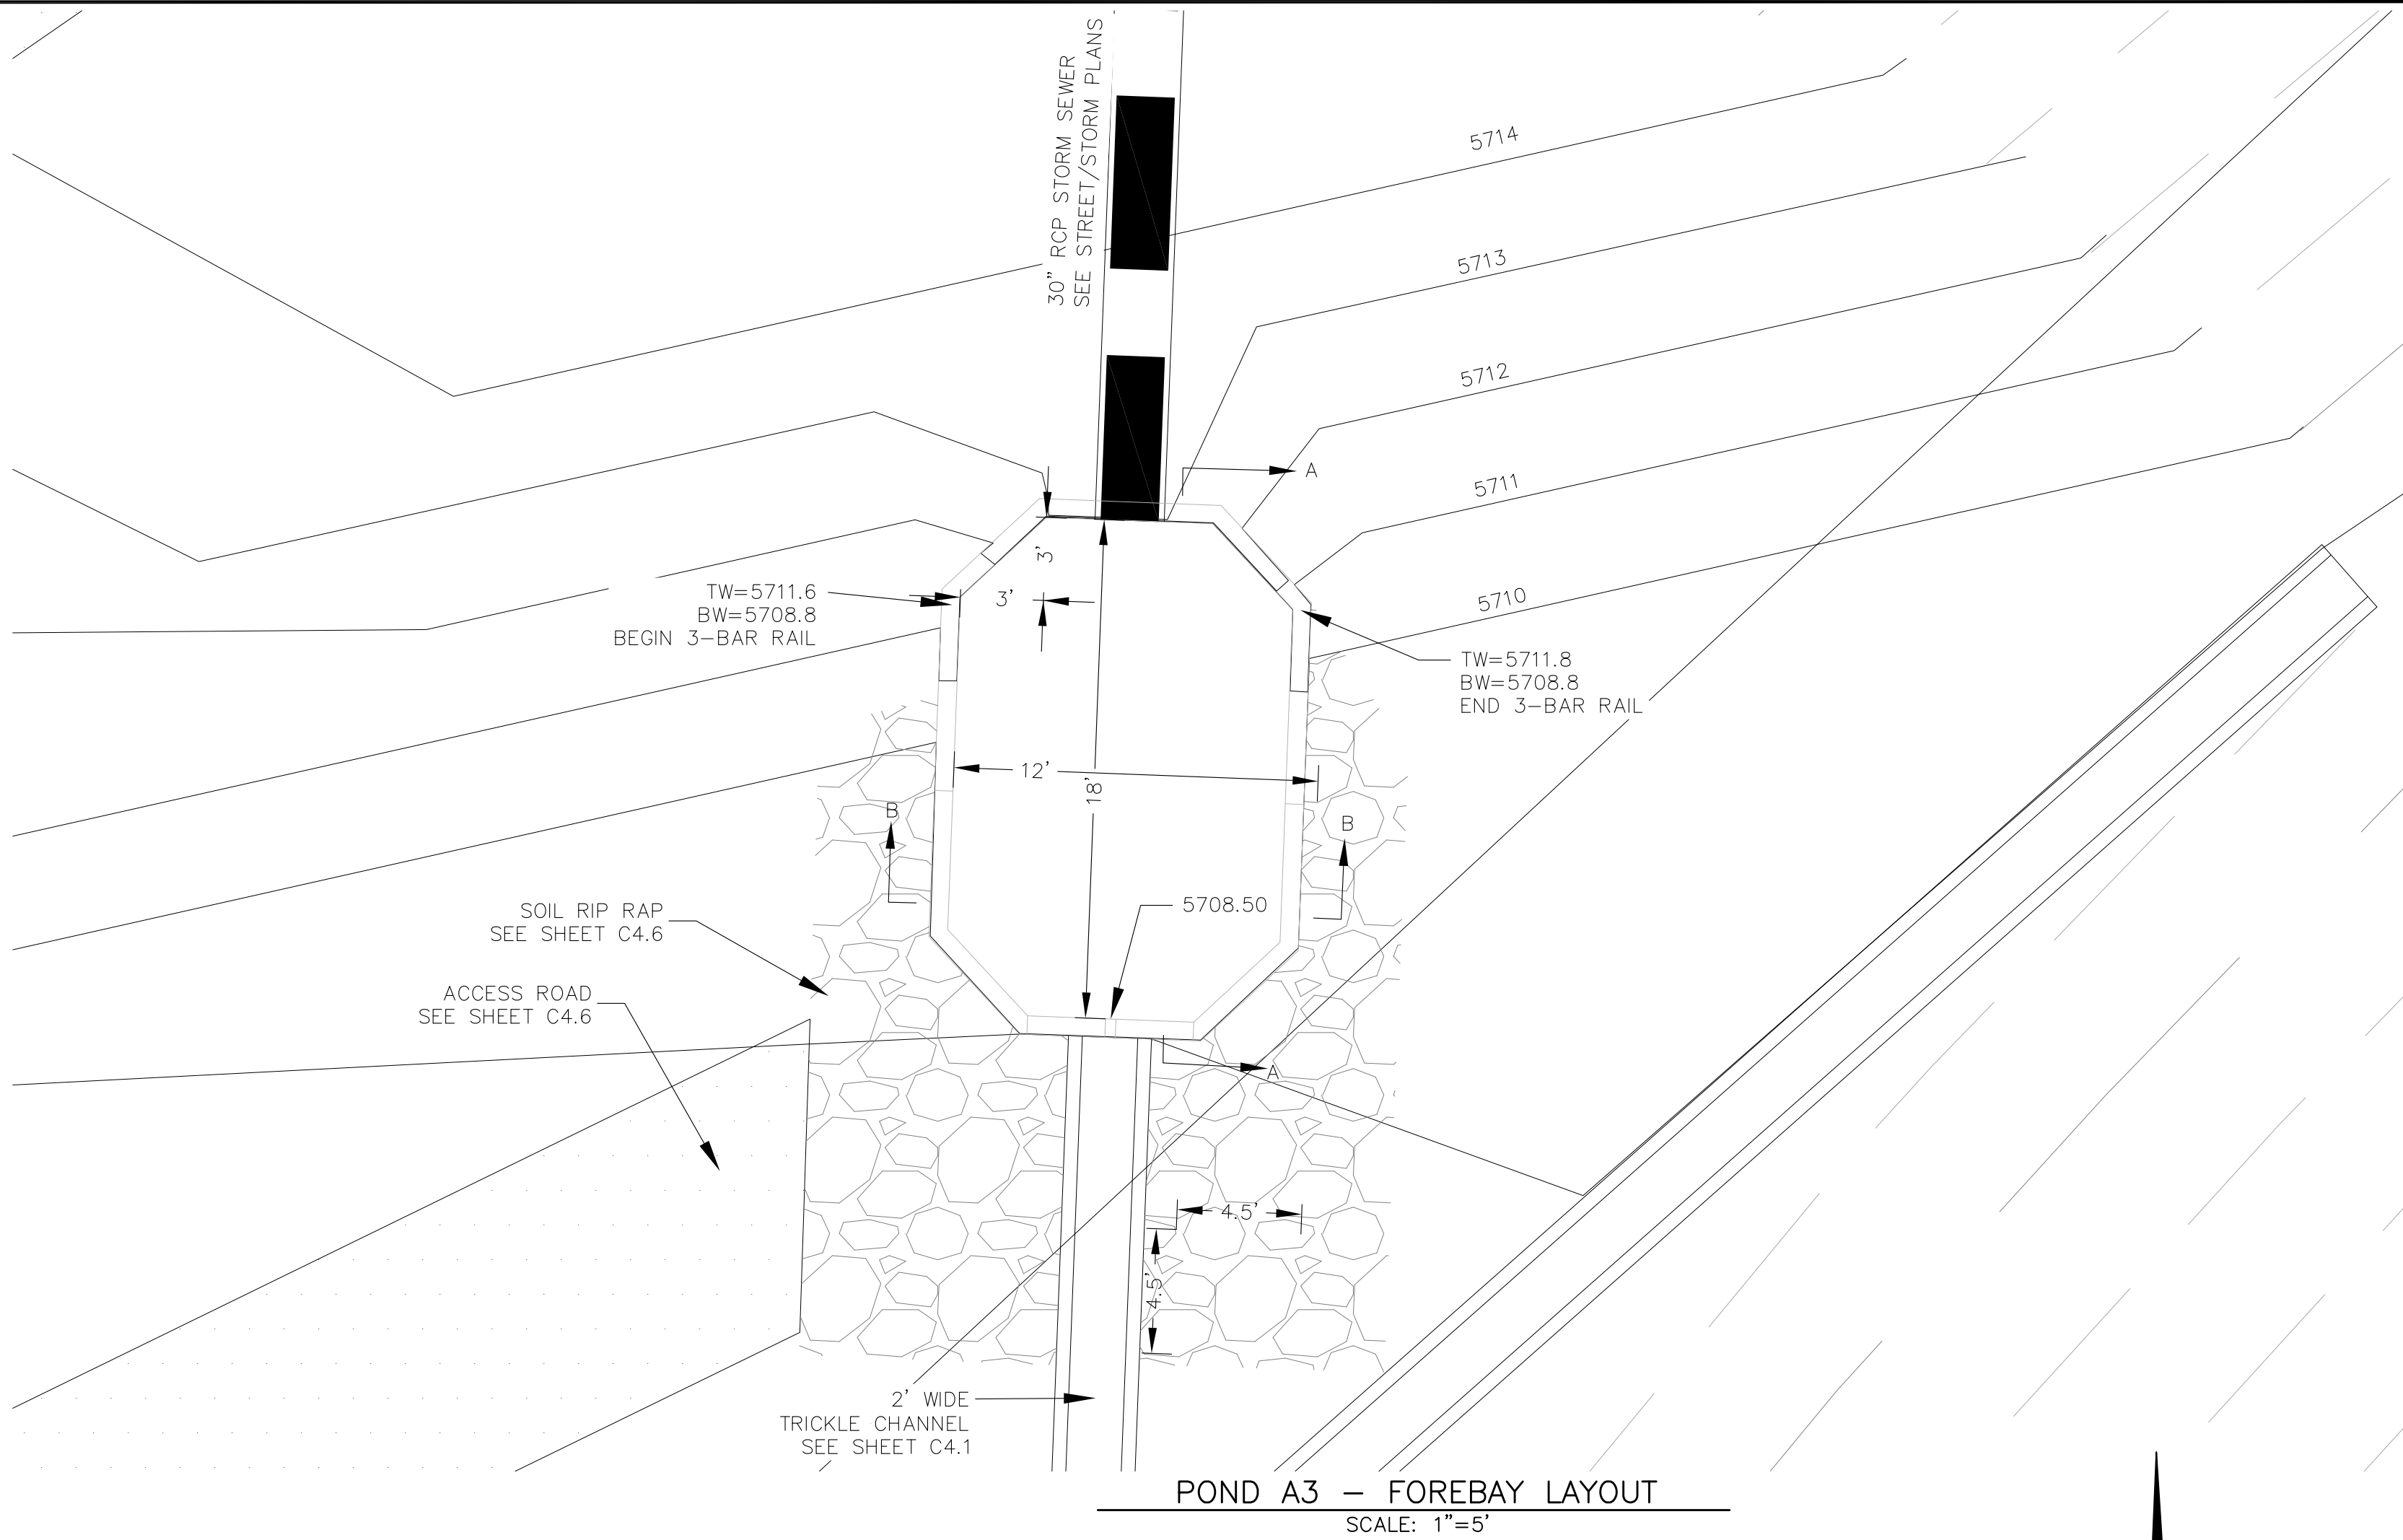 30" RCP STORM SEWER
SEE STREET/STORM PLANS
5714
5713
5712
5711
5710
A
3'
3'
TW=5711.6
BW=5708.8
BEGIN 3-BAR RAIL
TW=5711.8
BW=5708.8
END 3-BAR RAIL
12'
18'
B
B
5708.50
SOIL RIP RAP
SEE SHEET C4.6
ACCESS ROAD
SEE SHEET C4.6
A
4.5'
4.5'
2' WIDE
TRICKLE CHANNEL
SEE SHEET C4.1
POND A3 - FOREBAY LAYOUT
SCALE: 1"=5'